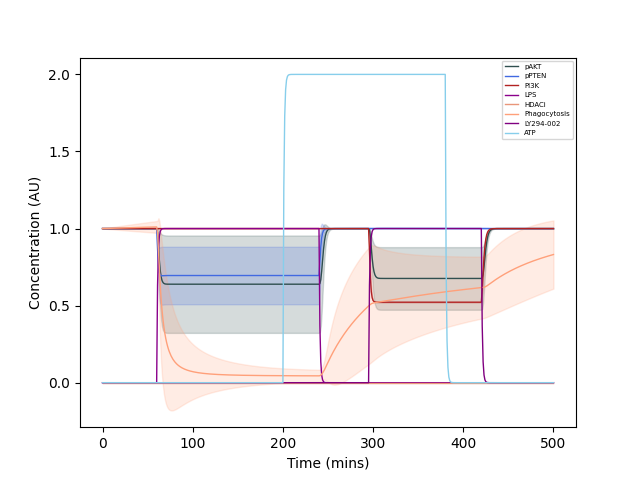 2.0
1.5
1.0
0.5
0.0
Concentration (AU)
0
100
200
300
400
500
Time (mins)
pAKT
pPTEN
PI3K
LPS
HDACi
Phagocytosis
LY294-002
ATP